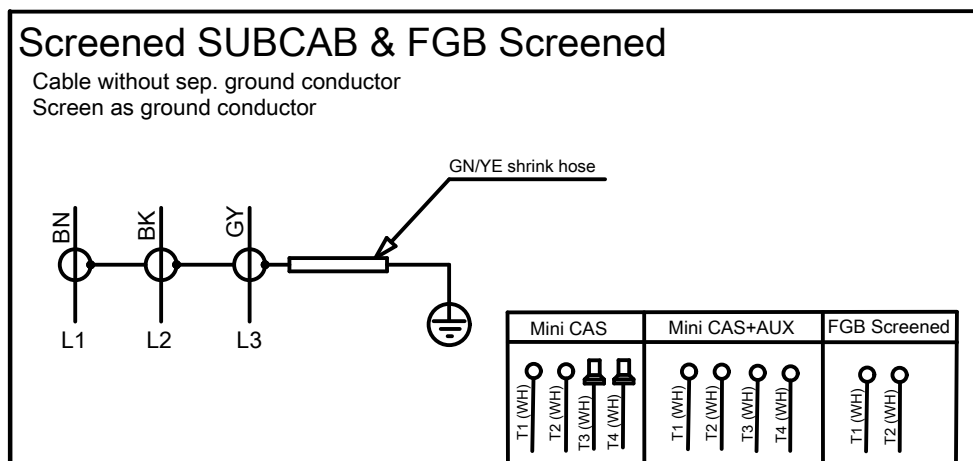 Screened SUBCAB & FGB Screened
Cable without sep. ground conductor
Screen as ground conductor
GN/YE shrink hose
BN
BK
GY
L1
L2
L3
Mini CAS
Mini CAS+AUX
FGB Screened
T1 (WH)
T2 (WH)
T3 (WH)
T4 (WH)
T1 (WH)
T2 (WH)
T3 (WH)
T4 (WH)
T1 (WH)
T2 (WH)